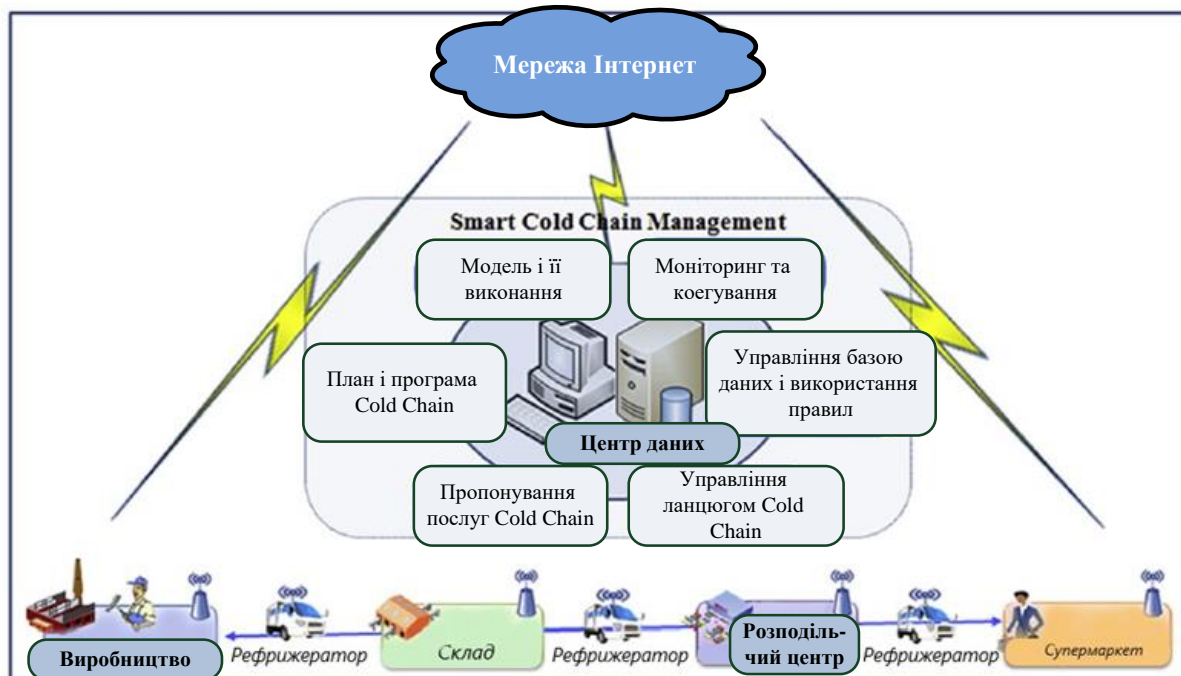 Мережа Інтернет
Smart Cold Chain Management
Модель і її
виконання
Моніторинг та
коегування
План і програма
Cold Chain
Управління базою
даних і використання
правил
Центр даних
Пропонування
послуг Cold Chain
Управління
ланцюгом Cold
Chain
Виробництво
Рефрижератор
Склад
Рефрижератор
Розподіль-
чий центр
Рефрижератор
Супермаркет